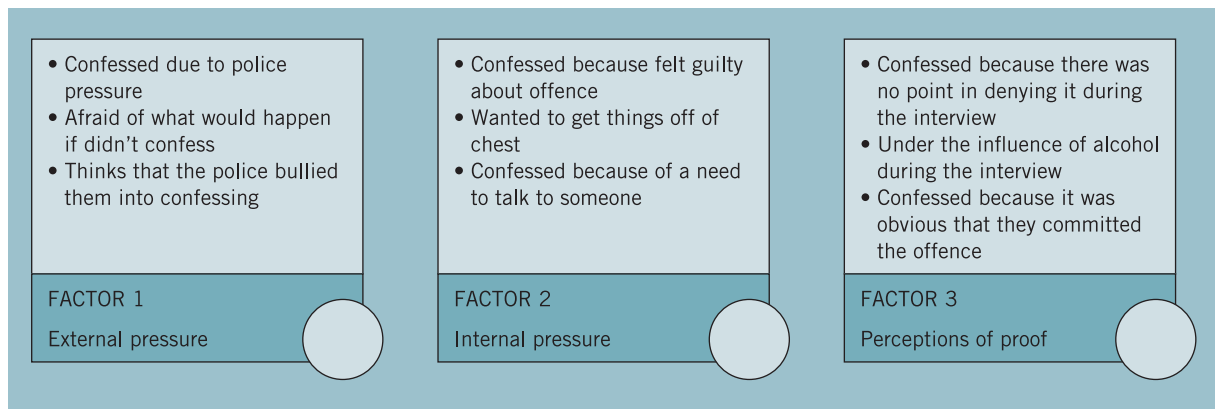 • Confessed due to police
pressure
• Afraid of what would happen
if didn't confess
• Thinks that the police bullied
them into confessing
FACTOR 1
External pressure
• Confessed because felt guilty
about offence
• Wanted to get things off of
chest
• Confessed because of a need
to talk to someone
FACTOR 2
Internal pressure
• Confessed because there was
no point in denying it during
the interview
• Under the influence of alcohol
during the interview
• Confessed because it was
obvious that they committed
the offence
FACTOR 3
Perceptions of proof